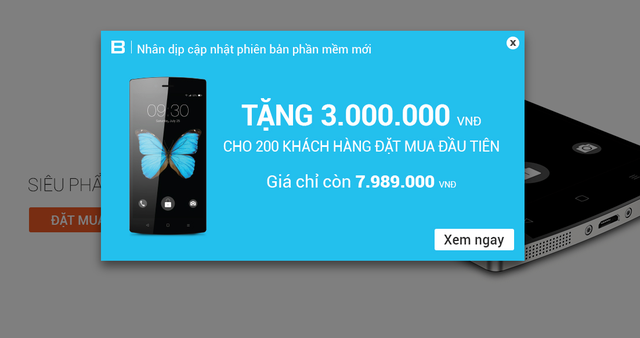 B | Nhân dịp cập nhật phiên bản phần mềm mới
X
09:30
TẶNG 3.000.000 VNĐ
CHO 200 KHÁCH HÀNG ĐẶT MUA ĐẦU TIÊN
Giá chỉ còn 7.989.000 VNĐ
SIÊU PHẨ
ĐẶT MUA
Xem ngay